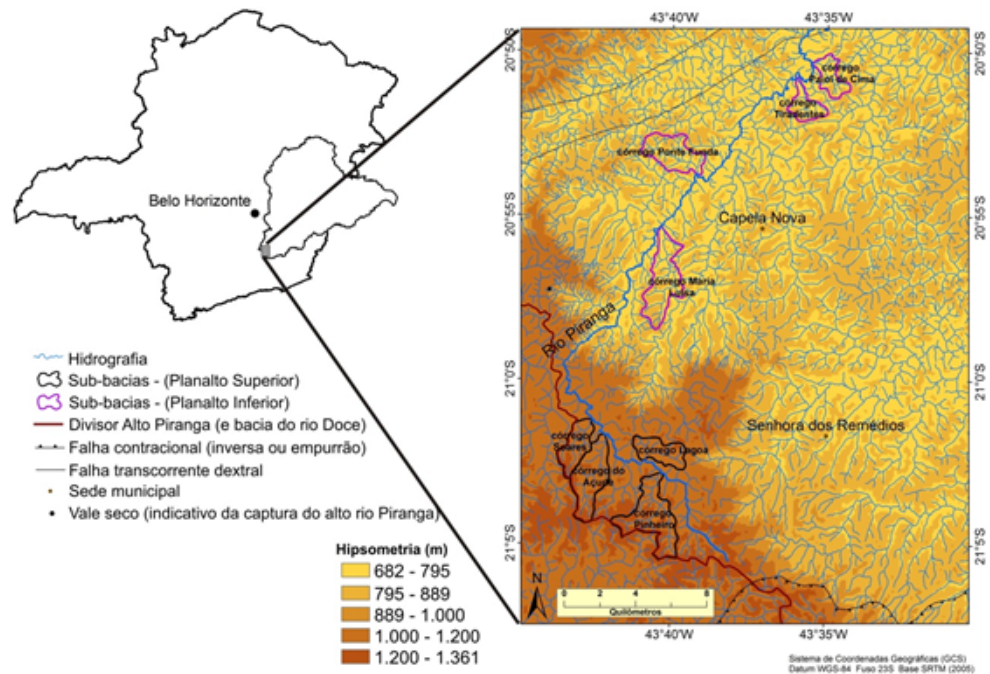 Belo Horizonte
Hidrografia
Sub-bacias - (Planalto Superior)
Sub-bacias - (Planalto Inferior)
Divisor Alto Piranga (e bacia do rio Doce)
Falha contracional (inversa ou empurrão)
Falha transcorrente dextral
Sede municipal
Vale seco (indicativo da captura do alto rio Piranga)
Hipsometria (m)
682 - 795
795 - 889
889 - 1.000
1.000 - 1.200
1.200 - 1.361
43°40'W
43°35'W
20°50'S
20°50'S
córrego
Paiol de Cima
córrego
Tiradentes
córrego Ponte Funda
20°55'S
20°55'S
Capela Nova
córrego Maria
Luisa
Rio Piranga
21°0'S
21°0'S
Senhora dos Remédios
córrego
Soares
córrego Lagoa
córrego do
Açude
córrego
Pinheiro
21°5'S
21°5'S
N
0 2 4 8
Quilômetros
43°40'W
43°35'W
Sistema de Coordenadas Geográficas (GCS)
Datum WGS-84 Fuso 23S Base SRTM (2005)